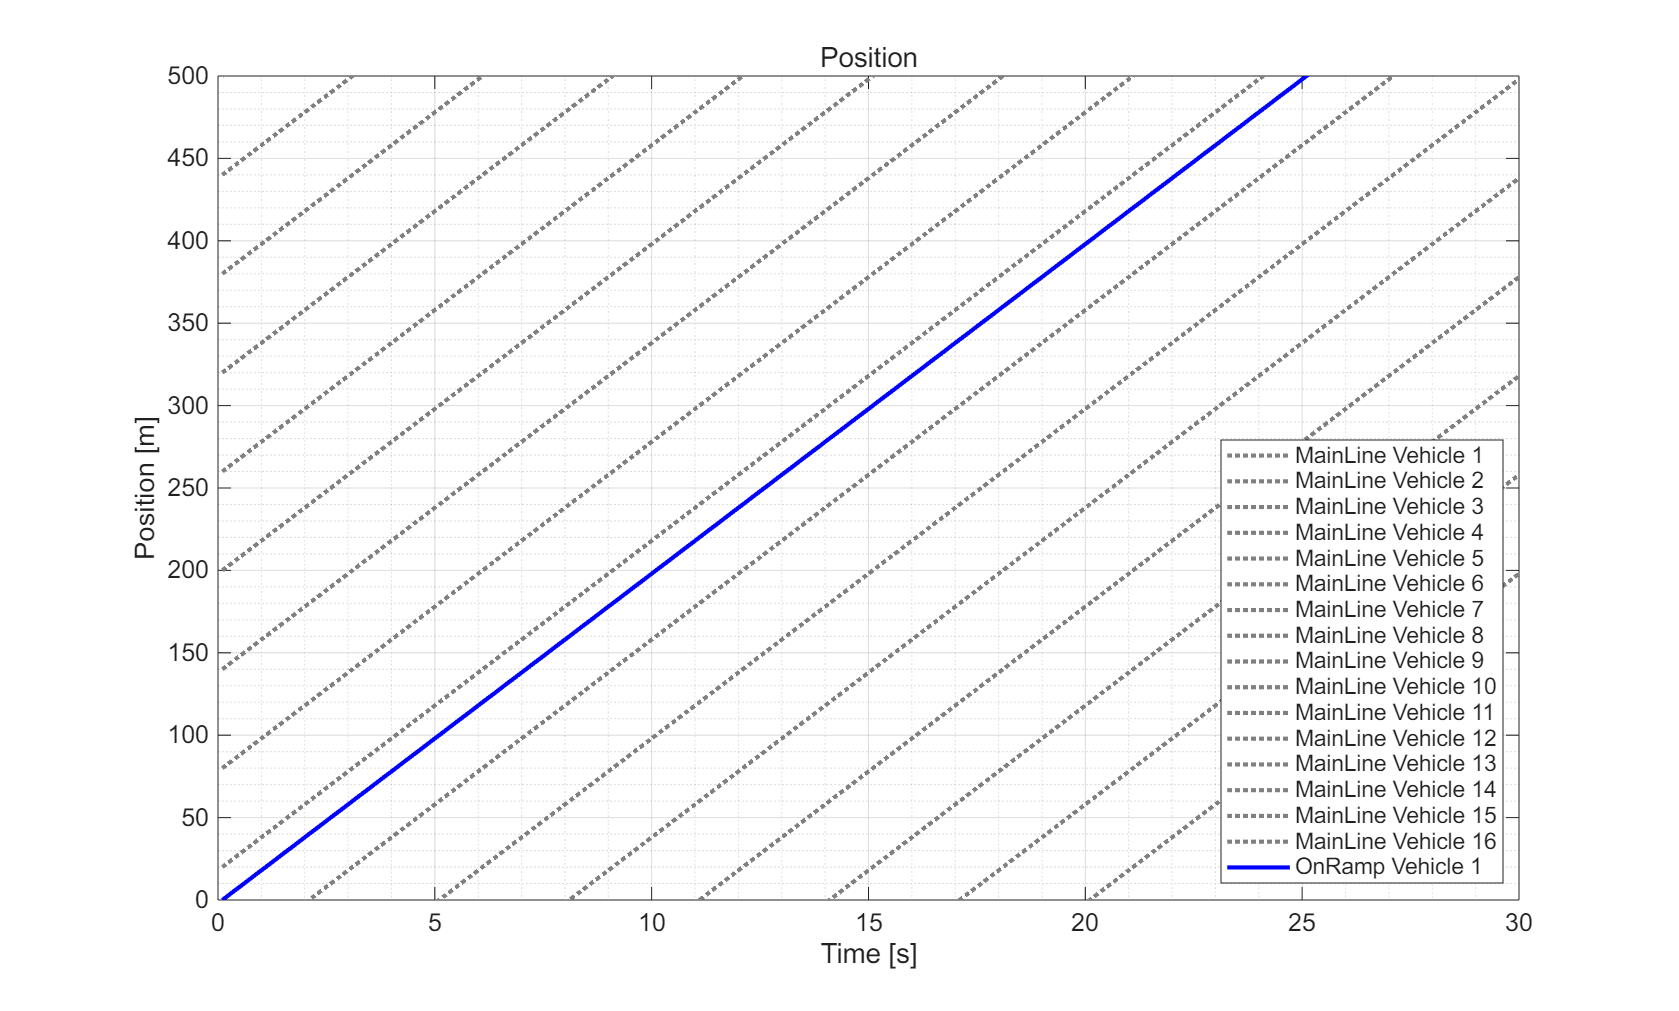 Position
500
450
400
350
300
250
200
150
100
50
0
Position [m]
0 5 10 15 20 25 30
Time [s]
MainLine Vehicle 1
MainLine Vehicle 2
MainLine Vehicle 3
MainLine Vehicle 4
MainLine Vehicle 5
MainLine Vehicle 6
MainLine Vehicle 7
MainLine Vehicle 8
MainLine Vehicle 9
MainLine Vehicle 10
MainLine Vehicle 11
MainLine Vehicle 12
MainLine Vehicle 13
MainLine Vehicle 14
MainLine Vehicle 15
MainLine Vehicle 16
OnRamp Vehicle 1